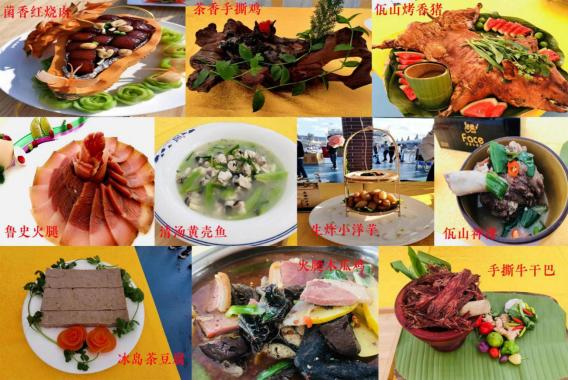 菌香红烧肉
茶香手撕鸡
佤山烤香猪
鲁史火腿
清汤黄壳鱼
生炸小洋芋
Face
佤山
冰岛茶豆腐
火腿木瓜鸡
手撕牛干巴